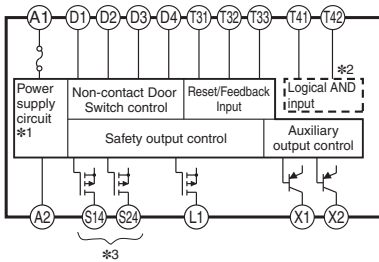 A1 D1 D2 D3 D4 T31 T32 T33 T41 T42
*2
Power supply circuit *1
Non-contact Door Switch control
Reset/Feedback Input
Logical AND input
Safety output control
Auxiliary output control
A2 S14 S24 L1 X1 X2
*3